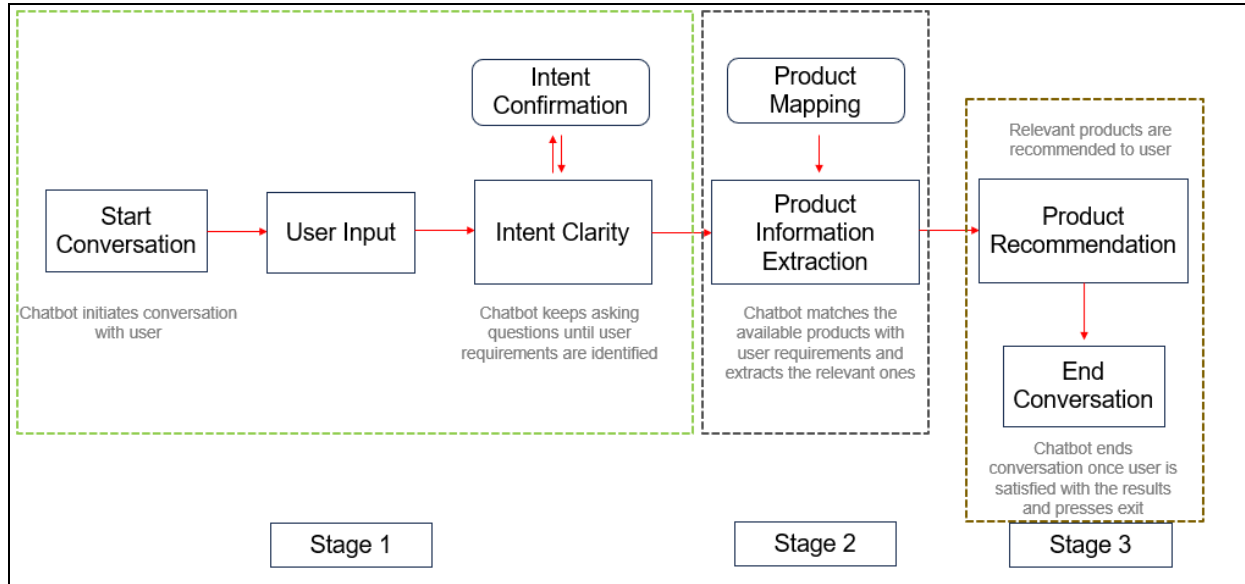 Intent
Confirmation
Product
Mapping
Relevant products are
recommended to user
Start
Conversation
User Input
Intent Clarity
Product
Information
Extraction
Product
Recommendation
Chatbot initiates conversation
with user
Chatbot keeps asking
questions until user
requirements are identified
Chatbot matches the
available products with
user requirements and
extracts the relevant ones
End
Conversation
Chatbot ends
conversation once user is
satisfied with the results
and presses exit
Stage 1
Stage 2
Stage 3